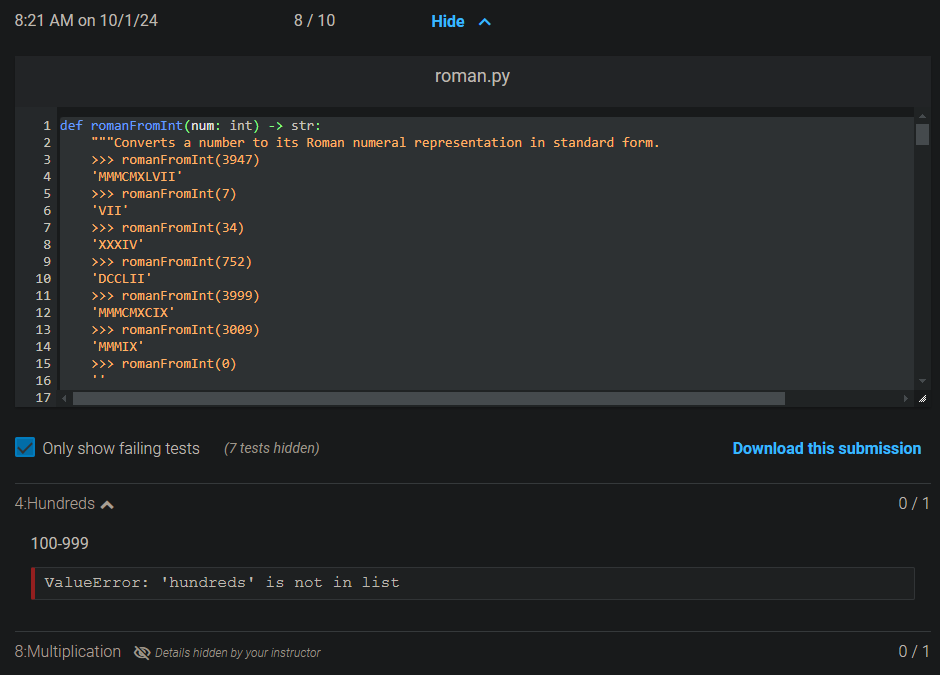 8:21 AM on 10/1/24 8 / 10 Hide
roman.py
1 def romanFromInt(num: int) -> str:
2 """Converts a number to its Roman numeral representation in standard form.
3 >>> romanFromInt(3947)
4 'MMMCMXLVII'
5 >>> romanFromInt(7)
6 'VII'
7 >>> romanFromInt(34)
8 'XXXIV'
9 >>> romanFromInt(752)
10 'DCCLII'
11 >>> romanFromInt(3999)
12 'MMMCMXCIX'
13 >>> romanFromInt(3009)
14 'MMMIX'
15 >>> romanFromInt(0)
16 ''
17
Only show failing tests (7 tests hidden) Download this submission
4:Hundreds 0 / 1
100-999
ValueError: 'hundreds' is not in list
8:Multiplication Details hidden by your instructor 0 / 1